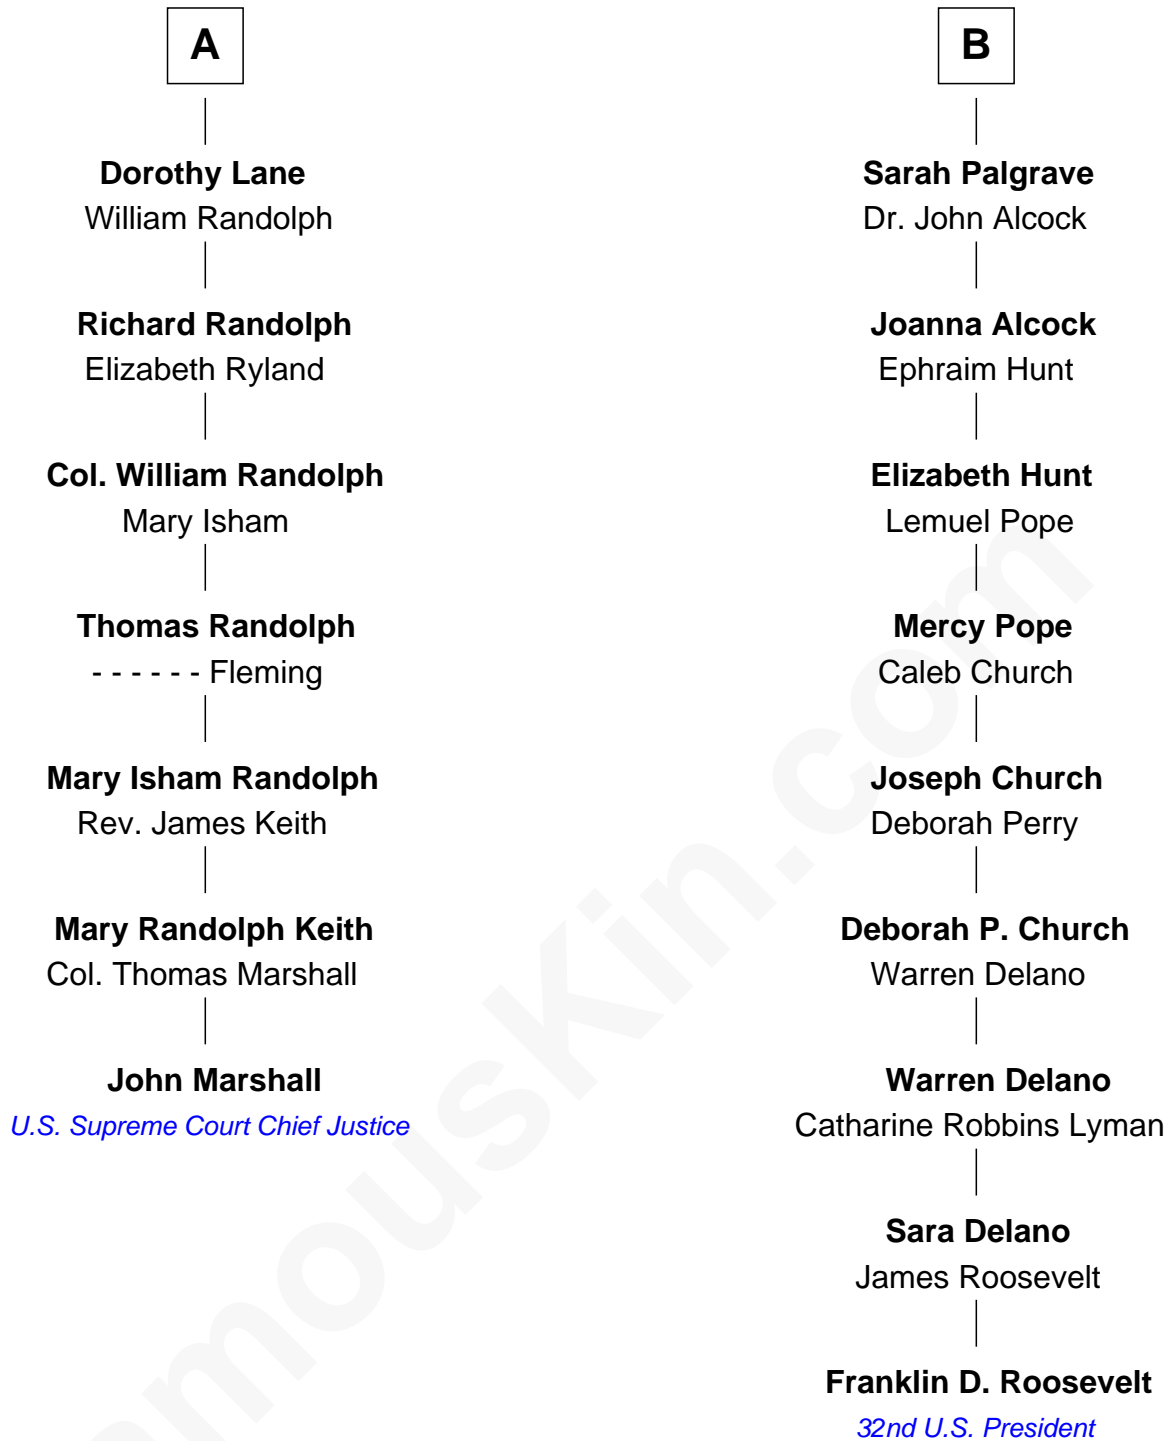 A
Dorothy Lane
William Randolph
Richard Randolph
Elizabeth Ryland
Col. William Randolph
Mary Isham
Thomas Randolph
- - - - - - Fleming
Mary Isham Randolph
Rev. James Keith
Mary Randolph Keith
Col. Thomas Marshall
John Marshall
U.S. Supreme Court Chief Justice
B
Sarah Palgrave
Dr. John Alcock
Joanna Alcock
Ephraim Hunt
Elizabeth Hunt
Lemuel Pope
Mercy Pope
Caleb Church
Joseph Church
Deborah Perry
Deborah P. Church
Warren Delano
Warren Delano
Catharine Robbins Lyman
Sara Delano
James Roosevelt
Franklin D. Roosevelt
32nd U.S. President
amousKin.com